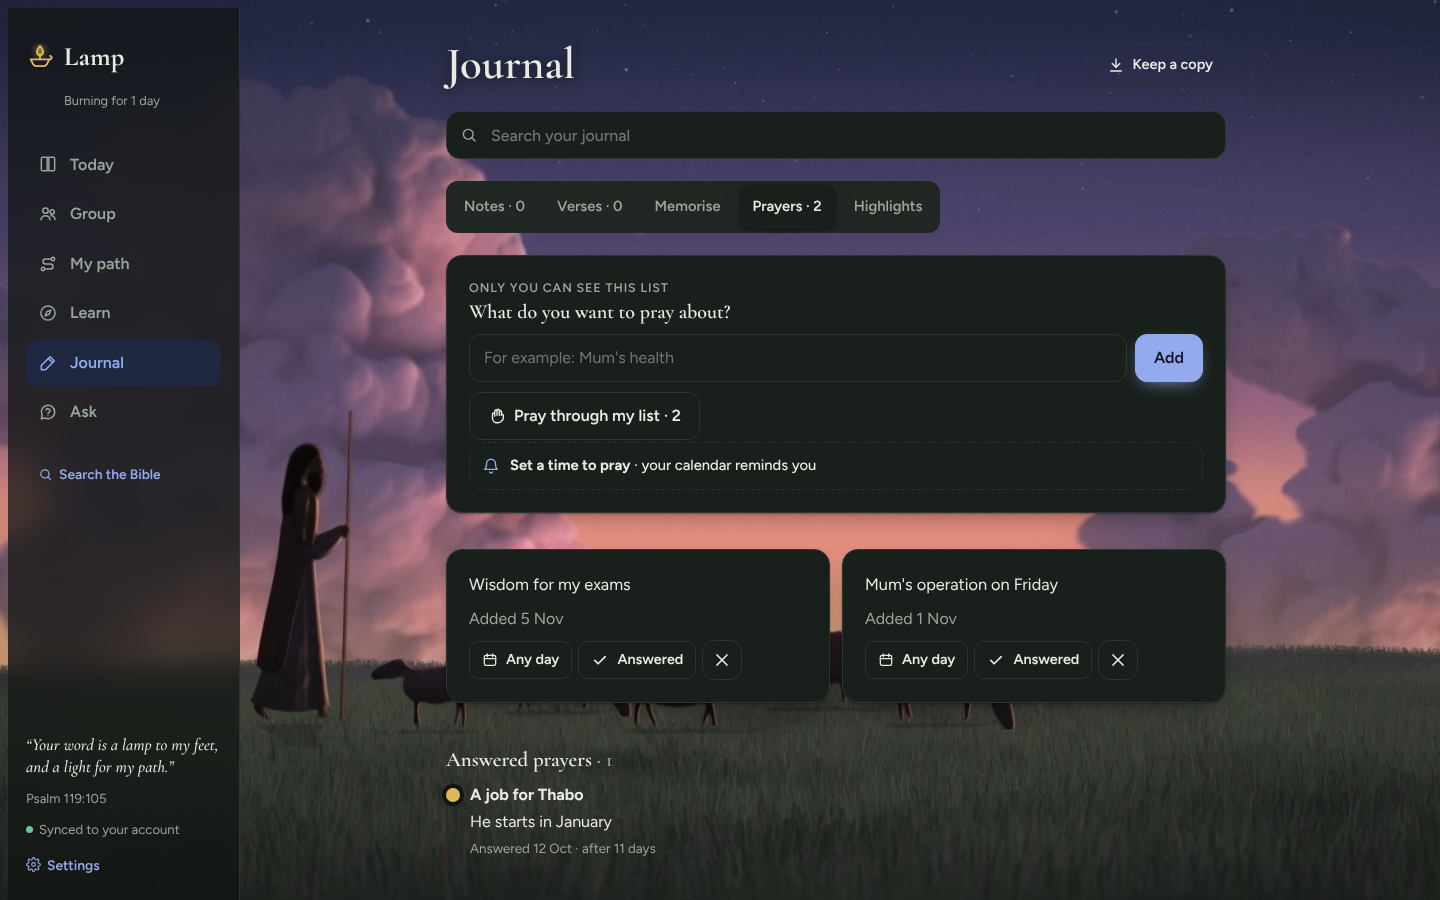 Lamp
Burning for 1 day
Today
Group
My path
Learn
Journal
Ask
Search the Bible
“Your word is a lamp to my feet,
and a light for my path.”
Psalm 119:105
Synced to your account
Settings
Journal
Keep a copy
Search your journal
Notes · 0 Verses · 0 Memorise Prayers · 2 Highlights
ONLY YOU CAN SEE THIS LIST
What do you want to pray about?
For example: Mum's health
Add
Pray through my list · 2
Set a time to pray · your calendar reminds you
Wisdom for my exams
Added 5 Nov
Any day Answered
Mum's operation on Friday
Added 1 Nov
Any day Answered
Answered prayers · 1
A job for Thabo
He starts in January
Answered 12 Oct · after 11 days